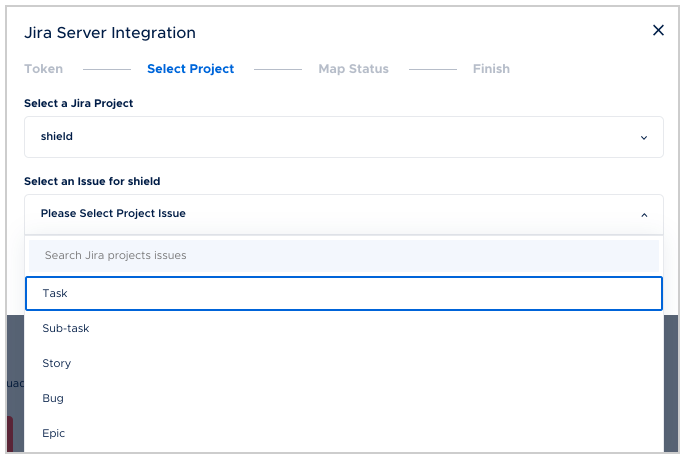 Jira Server Integration
Token Select Project Map Status Finish
Select a Jira Project
shield
Select an Issue for shield
Please Select Project Issue
Search Jira projects issues
Task
Sub-task
Story
Bug
Epic